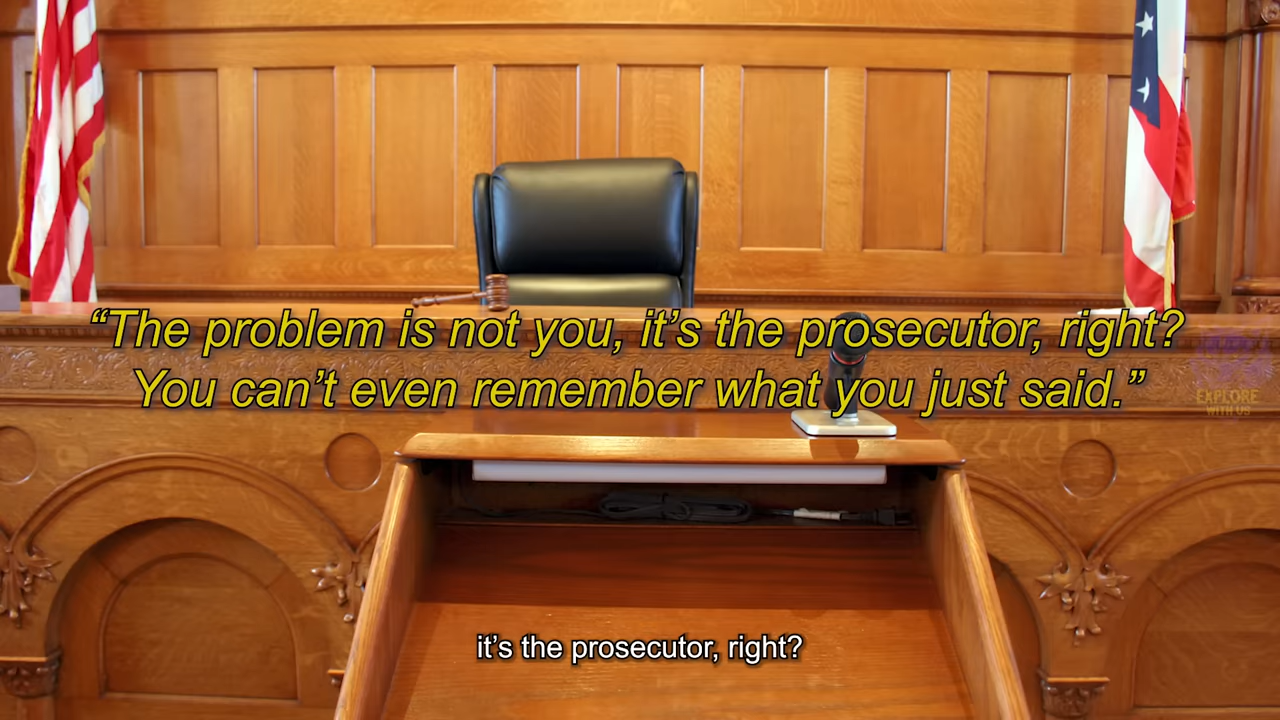 “The problem is not you, it’s the prosecutor, right?
You can’t even remember what you just said.”
EXPLORE
WITH US
it’s the prosecutor, right?